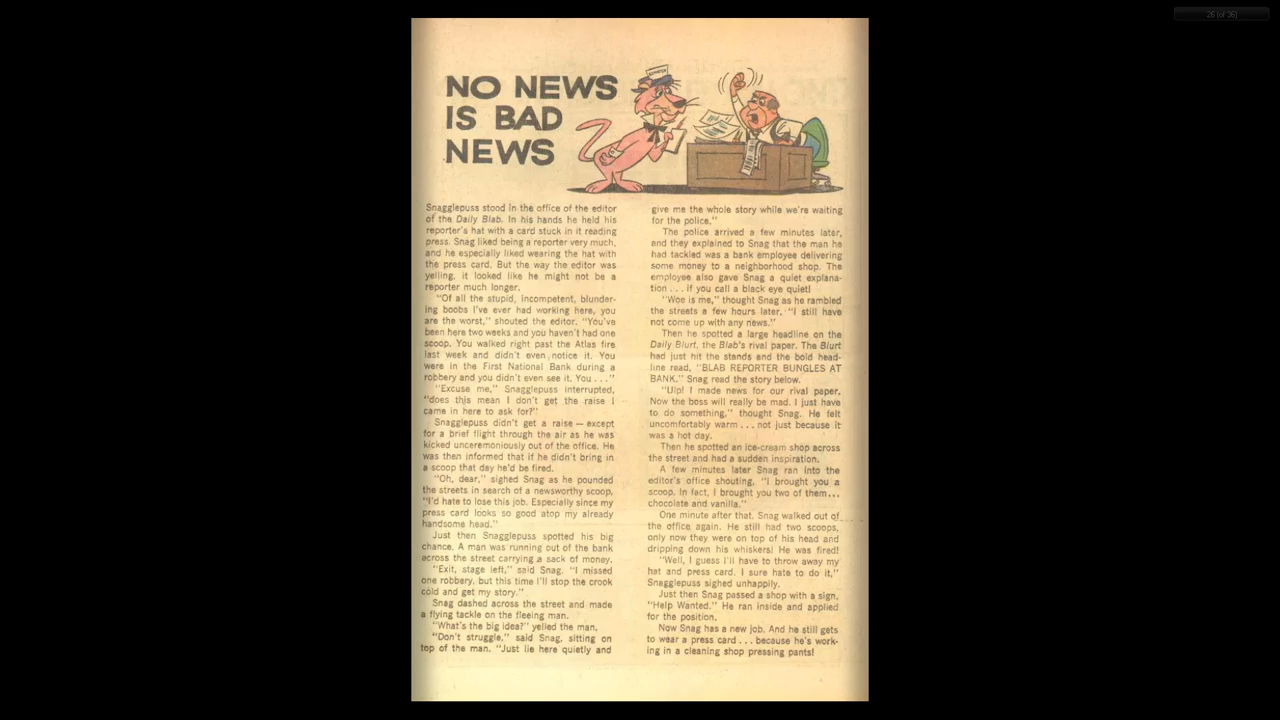 26 (of 36)
NO NEWS
IS BAD
NEWS
Snagglepuss stood in the office of the editor
of the Daily Blab. In his hands he held his
reporter's hat with a card stuck in it reading
press. Snag liked being a reporter very much,
and he especially liked wearing the hat with
the press card. But the way the editor was
yelling, it looked like he might not be a
reporter much longer.
"Of all the stupid, incompetent, blunder-
ing boobs I've ever had working here, you
are the worst," shouted the editor. "You've
been here two weeks and you haven't had one
scoop. You walked right past the Atlas fire
last week and didn't even notice it. You
were in the First National Bank during a
robbery and you didn't even see it. You . . ."
"Excuse me," Snagglepuss interrupted,
"does this mean I don't get the raise I
came in here to ask for?"
Snagglepuss didn't get a raise — except
for a brief flight through the air as he was
kicked unceremoniously out of the office. He
was then informed that if he didn't bring in
a scoop that day he'd be fired.
"Oh, dear," sighed Snag as he pounded
the streets in search of a newsworthy scoop,
"I'd hate to lose this job. Especially since my
press card looks so good atop my already
handsome head."
Just then Snagglepuss spotted his big
chance. A man was running out of the bank
across the street carrying a sack of money.
"Exit, stage left," said Snag. "I missed
one robbery, but this time I'll stop the crook
cold and get my story."
Snag dashed across the street and made
a flying tackle on the fleeing man.
"What's the big idea?" yelled the man.
"Don't struggle," said Snag, sitting on
top of the man. "Just lie here quietly and
give me the whole story while we're waiting
for the police."
The police arrived a few minutes later,
and they explained to Snag that the man he
had tackled was a bank employee delivering
some money to a neighborhood shop. The
employee also gave Snag a quiet explana-
tion . . . if you call a black eye quiet!
"Woe is me," thought Snag as he rambled
the streets a few hours later. "I still have
not come up with any news."
Then he spotted a large headline on the
Daily Blurt, the Blab's rival paper. The Blurt
had just hit the stands and the bold head-
line read, "BLAB REPORTER BUNGLES AT
BANK." Snag read the story below.
"Ulp! I made news for our rival paper.
Now the boss will really be mad. I just have
to do something," thought Snag. He felt
uncomfortably warm . . . not just because it
was a hot day.
Then he spotted an ice-cream shop across
the street and had a sudden inspiration.
A few minutes later Snag ran into the
editor's office shouting, "I brought you a
scoop. In fact, I brought you two of them...
chocolate and vanilla."
One minute after that, Snag walked out of
the office again. He still had two scoops,
only now they were on top of his head and
dripping down his whiskers! He was fired!
"Well, I guess I'll have to throw away my
hat and press card. I sure hate to do it,"
Snagglepuss sighed unhappily.
Just then Snag passed a shop with a sign,
"Help Wanted." He ran inside and applied
for the position.
Now Snag has a new job. And he still gets
to wear a press card . . . because he's work-
ing in a cleaning shop pressing pants!